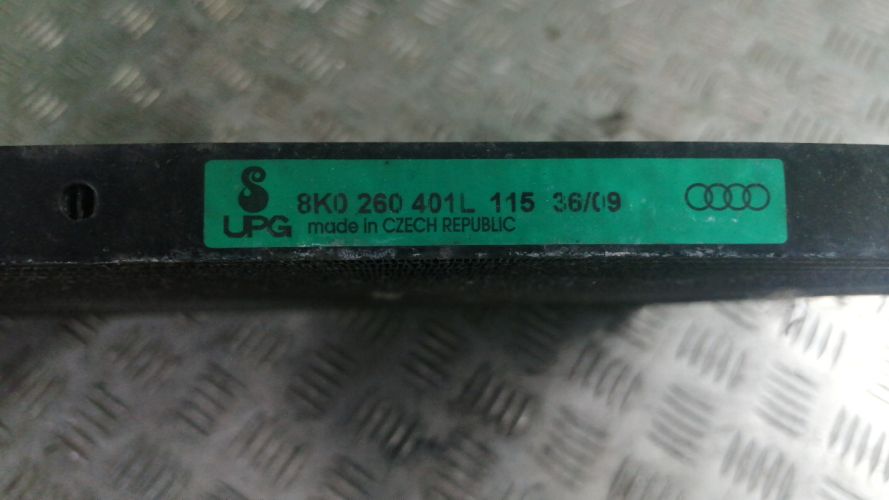 8K0 260 401L 115 36/09
UPG made in CZECH REPUBLIC